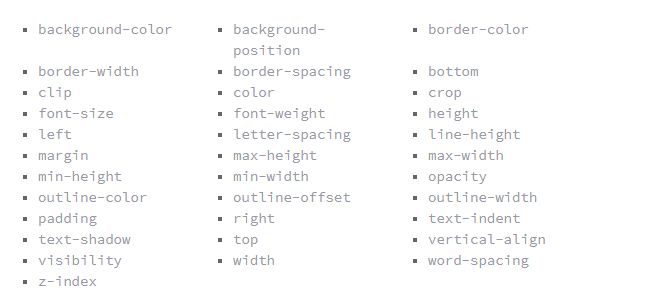 background-color background- border-color
position
border-width border-spacing bottom
clip color crop
font-size font-weight height
left letter-spacing line-height
margin max-height max-width
min-height min-width opacity
outline-color outline-offset outline-width
padding right text-indent
text-shadow top vertical-align
visibility width word-spacing
z-index